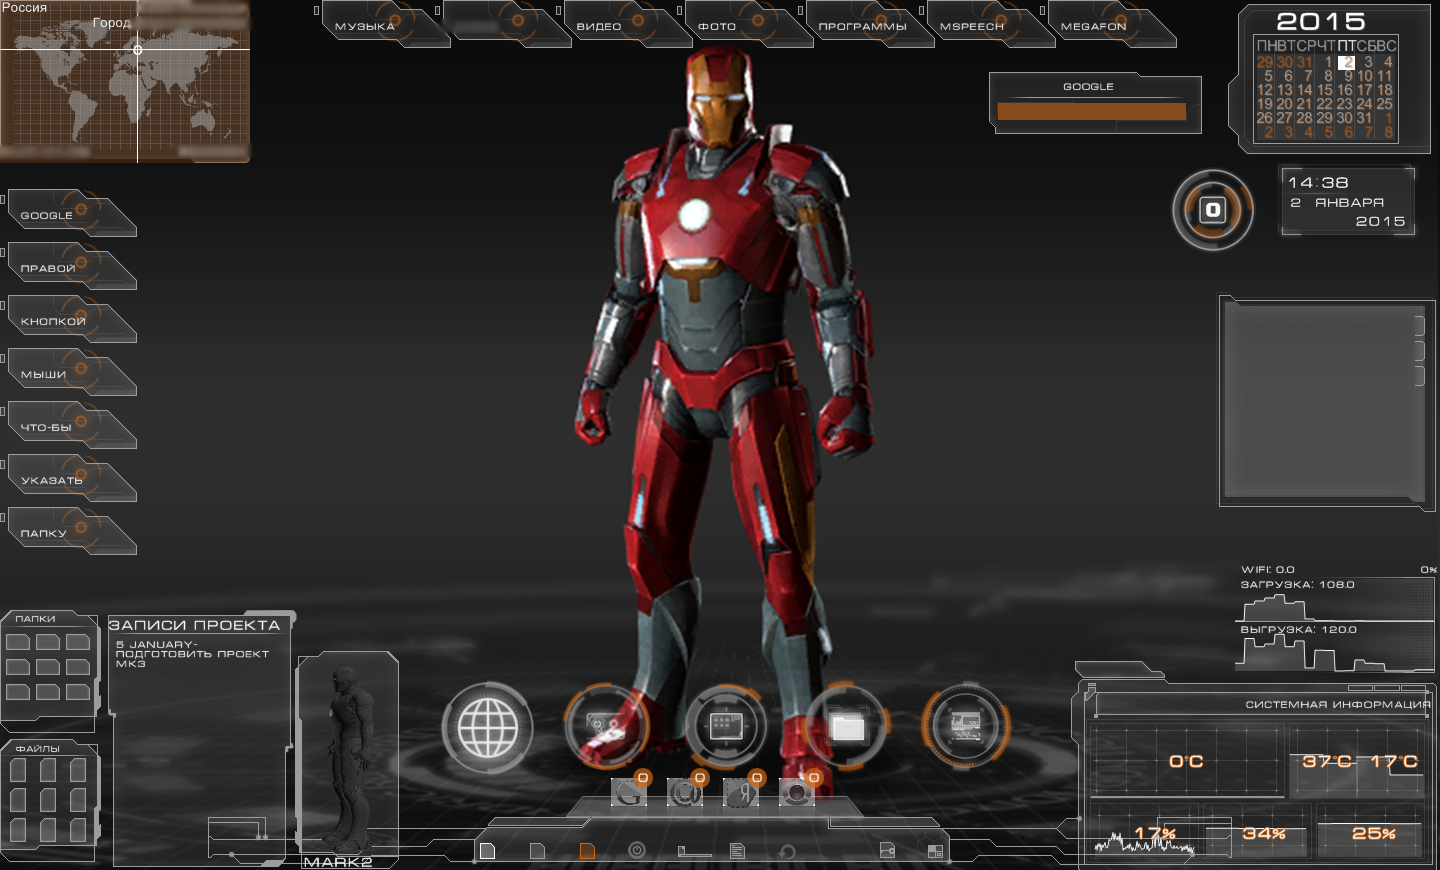 Россия
Город
МУЗЫКА
ВИДЕО
ФОТО
ПРОГРАММЫ
MSPEECH
MEGAFON
GOOGLE
2015
ПН ВТ СР ЧТ ПТ СБ ВС
29 30 31 1 2 3 4
5 6 7 8 9 10 11
12 13 14 15 16 17 18
19 20 21 22 23 24 25
26 27 28 29 30 31 1
2 3 4 5 6 7 8
0
14:38
2 ЯНВАРЯ
2015
GOOGLE
ПРАВОЙ
КНОПКОЙ
МЫШИ
ЧТО-БЫ
УКАЗАТЬ
ПАПКУ
WIFI: 0.0 0%
ЗАГРУЗКА: 108.0
ВЫГРУЗКА: 120.0
ПАПКИ
ФАЙЛЫ
ЗАПИСИ ПРОЕКТА
5 JANUARY-
ПОДГОТОВИТЬ ПРОЕКТ
МК3
MARK2
0 0 0 0
G @ Я
СИСТЕМНАЯ ИНФОРМАЦИЯ
0°C 37°C 17°C
17% 34% 25%